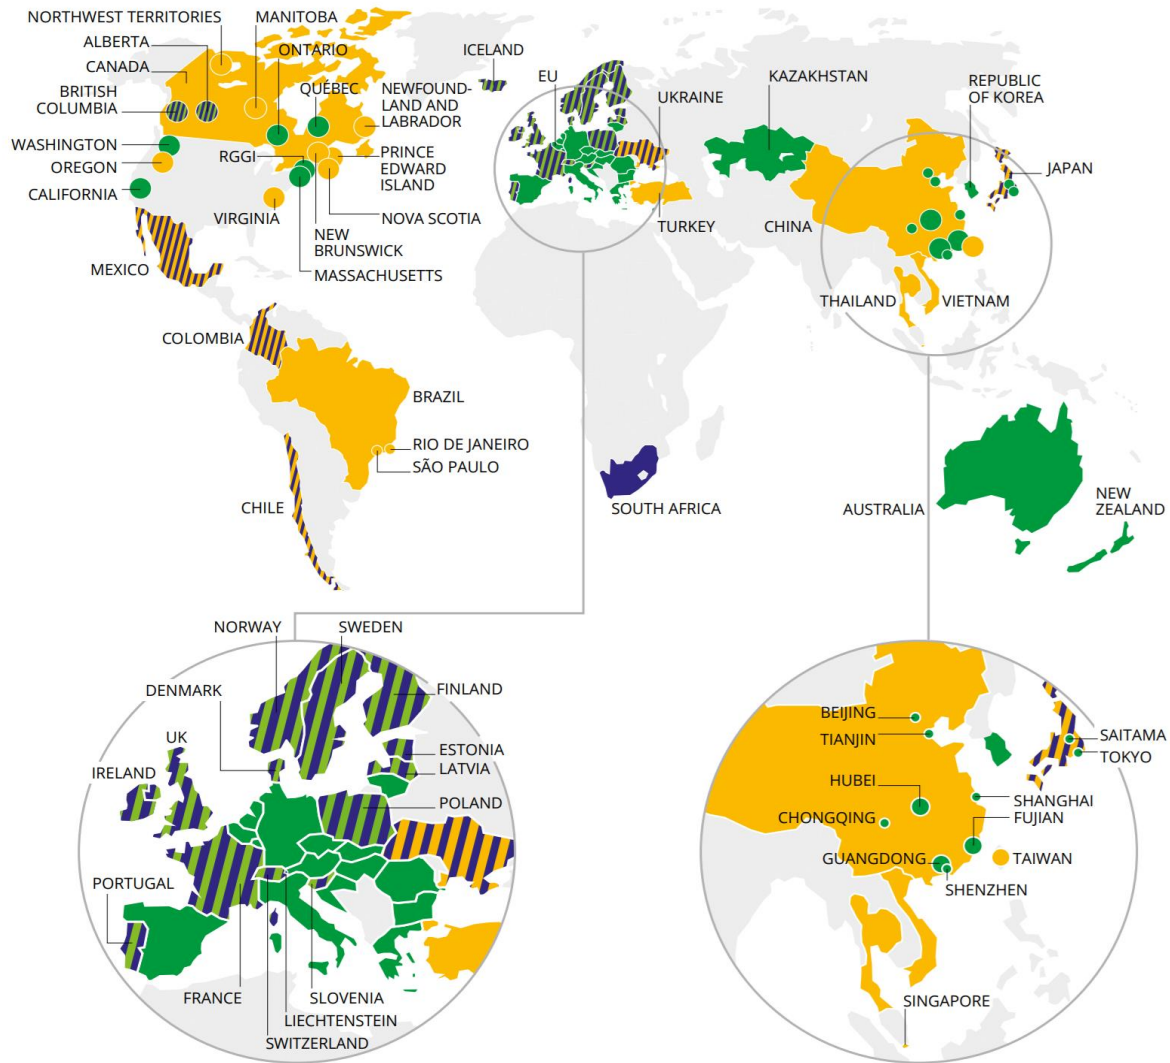 NORTHWEST TERRITORIES
MANITOBA
ALBERTA
ONTARIO
CANADA
BRITISH
COLUMBIA
QUÉBEC
NEWFOUND-
LAND AND
LABRADOR
WASHINGTON
OREGON
RGGI
PRINCE
EDWARD
ISLAND
CALIFORNIA
VIRGINIA
NOVA SCOTIA
NEW
BRUNSWICK
MEXICO
MASSACHUSETTS
ICELAND
EU
UKRAINE
KAZAKHSTAN
REPUBLIC
OF KOREA
JAPAN
TURKEY
CHINA
THAILAND
VIETNAM
COLOMBIA
BRAZIL
RIO DE JANEIRO
SÃO PAULO
CHILE
SOUTH AFRICA
AUSTRALIA
NEW
ZEALAND
NORWAY
SWEDEN
DENMARK
FINLAND
UK
ESTONIA
LATVIA
IRELAND
POLAND
PORTUGAL
FRANCE
SLOVENIA
LIECHTENSTEIN
SWITZERLAND
BEIJING
TIANJIN
SAITAMA
TOKYO
HUBEI
SHANGHAI
CHONGQING
FUJIAN
GUANGDONG
TAIWAN
SHENZHEN
SINGAPORE